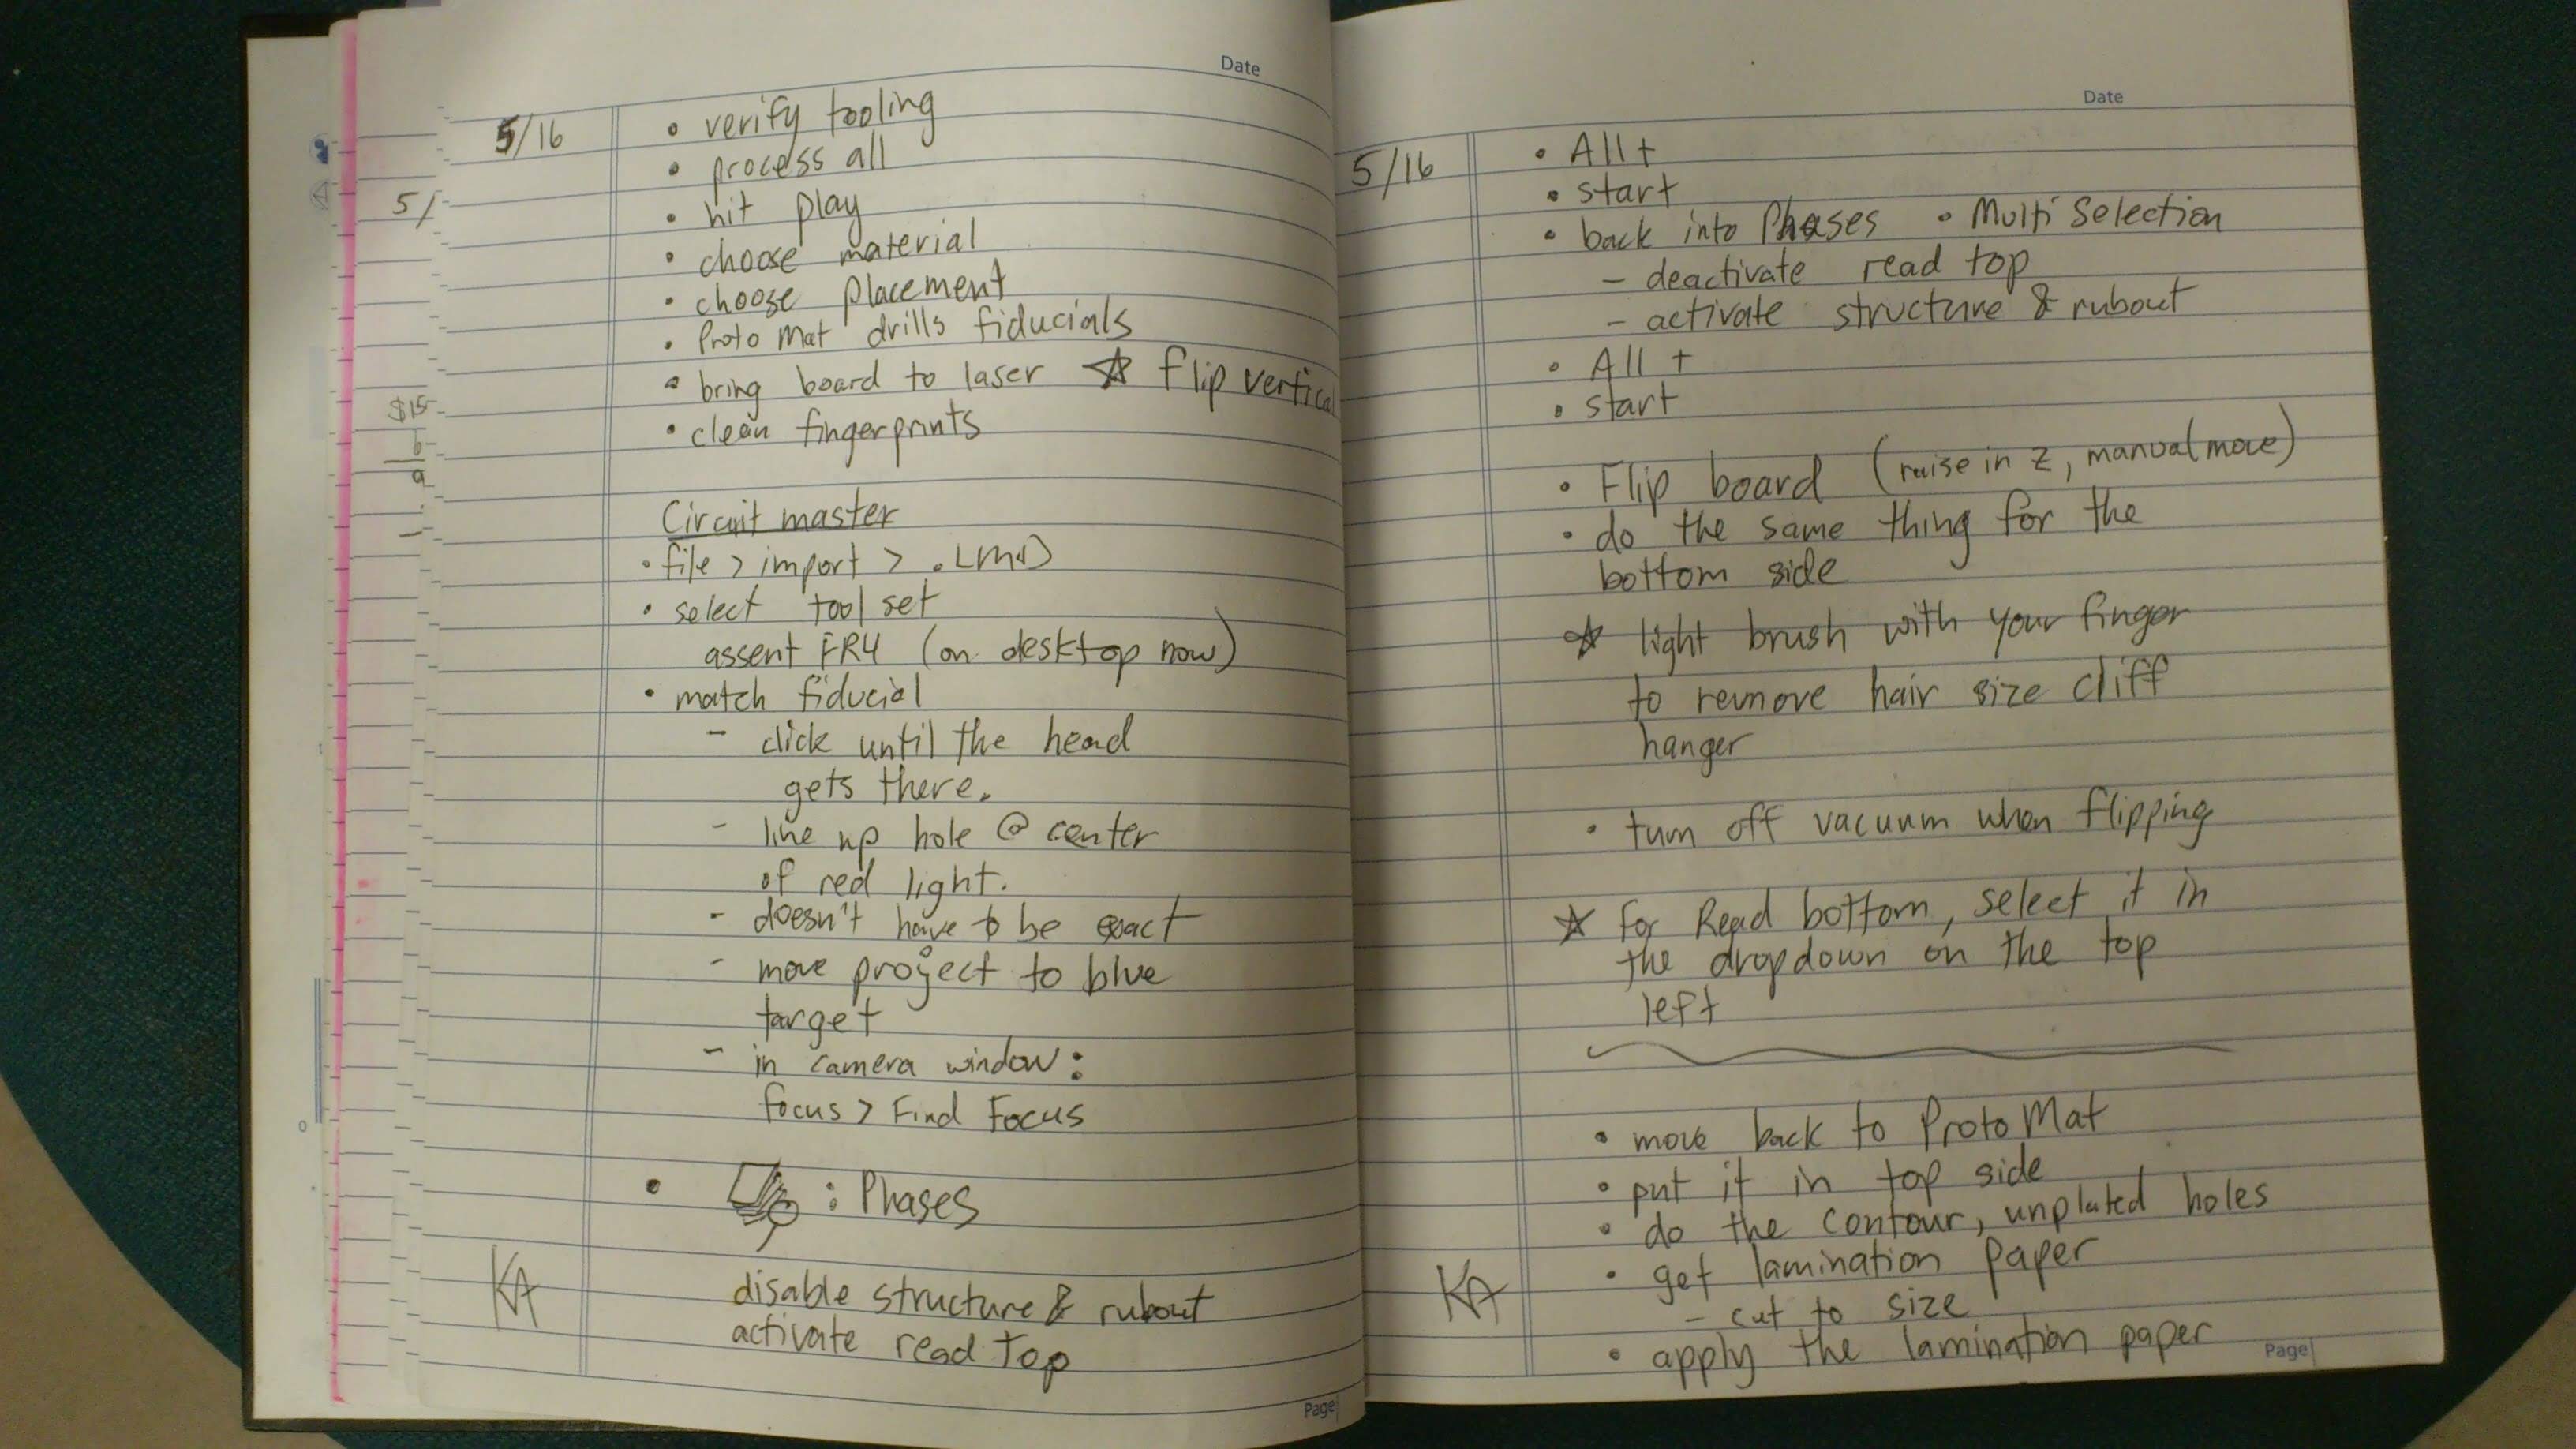 Date
5/16
• verify tooling
• process all
5/
• hit play
• choose material
• choose placement
• Proto Mat drills fiducials
• bring board to laser ☆ flip vertical
$15
6
9
• clean fingerprints
Circuit master
• file > import > .LMD
• select tool set
assent FR4 (on desktop now)
• match fiducial
- click until the head
gets there.
- line up hole @ center
of red light.
- doesn't have to be exact
- move project to blue
target
- in camera window:
focus > Find Focus
• : Phases
KA
disable structure & rubout
activate read top
Page
Date
5/16
• All +
• start
• back into Phases • Multi Selection
- deactivate read top
- activate structure & rubout
• All +
• start
• Flip board (raise in z, manual move)
• do the same thing for the
bottom side
☆ light brush with your finger
to remove hair size cliff
hanger
• turn off vacuum when flipping
☆ for Read bottom, select it in
the dropdown on the top
left
• move back to ProtoMat
• put it in top side
• do the contour, unplated holes
KA
• get lamination paper
- cut to size
• apply the lamination paper
Page